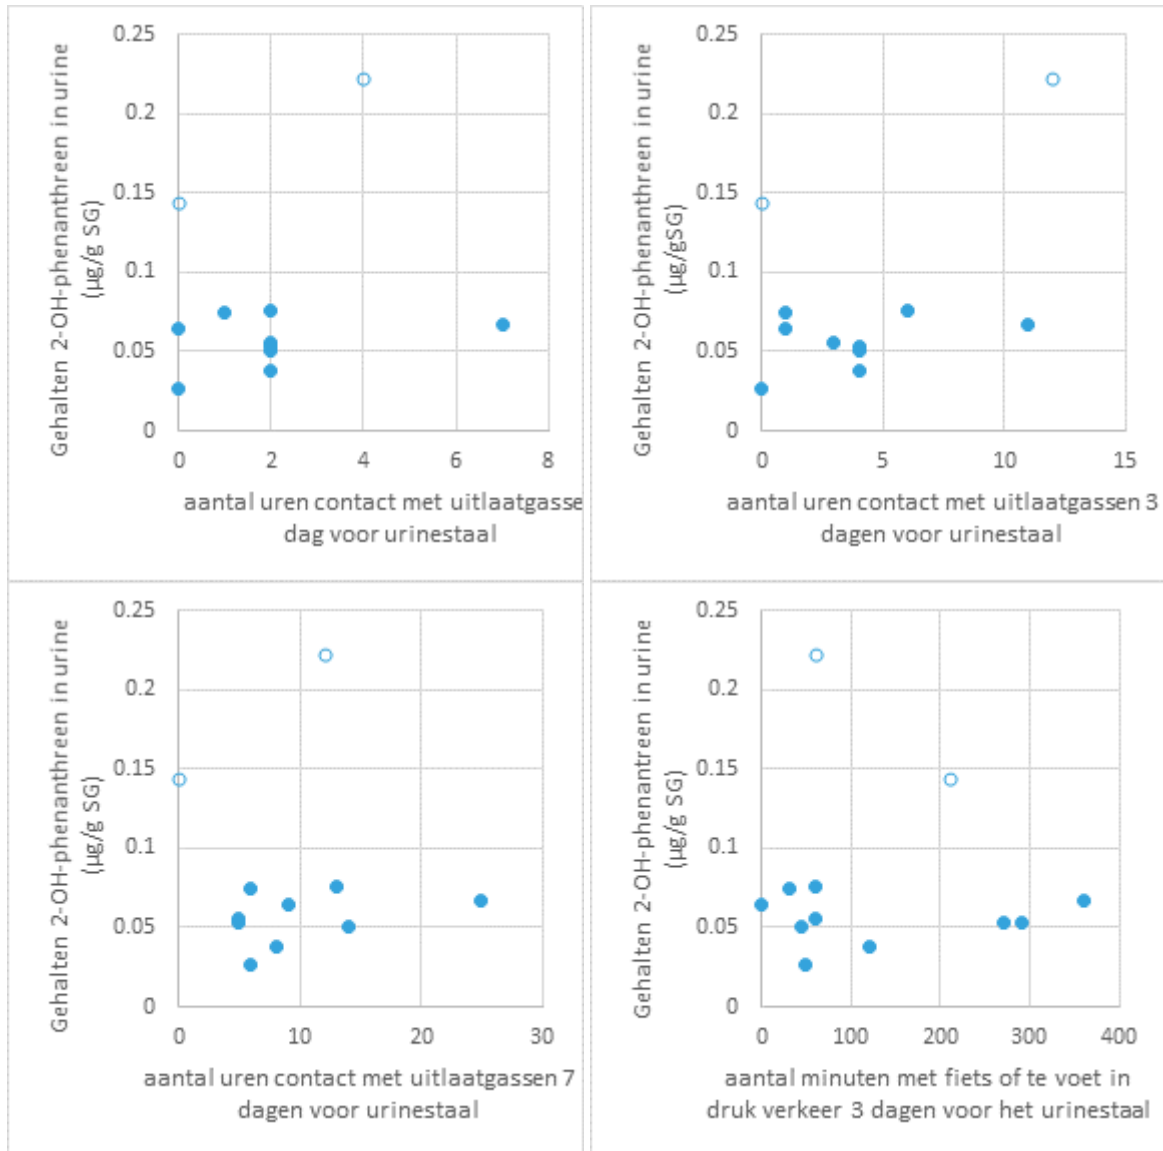 Gehalten 2-OH-phenanthreen in urine
(µg/g SG)
0.25
0.2
0.15
0.1
0.05
0
0 2 4 6 8
aantal uren contact met uitlaatgasse
dag voor urinestaal
Gehalten 2-OH-phenanthreen in urine
(µg/gSG)
0.25
0.2
0.15
0.1
0.05
0
0 5 10 15
aantal uren contact met uitlaatgassen 3
dagen voor urinestaal
Gehalten 2-OH-phenanthreen in urine
(µg/g SG)
0.25
0.2
0.15
0.1
0.05
0
0 10 20 30
aantal uren contact met uitlaatgassen 7
dagen voor urinestaal
Gehalten 2-OH-phenantreen in urine
(µg/g SG)
0.25
0.2
0.15
0.1
0.05
0
0 100 200 300 400
aantal minuten met fiets of te voet in
druk verkeer 3 dagen voor het urinestaal